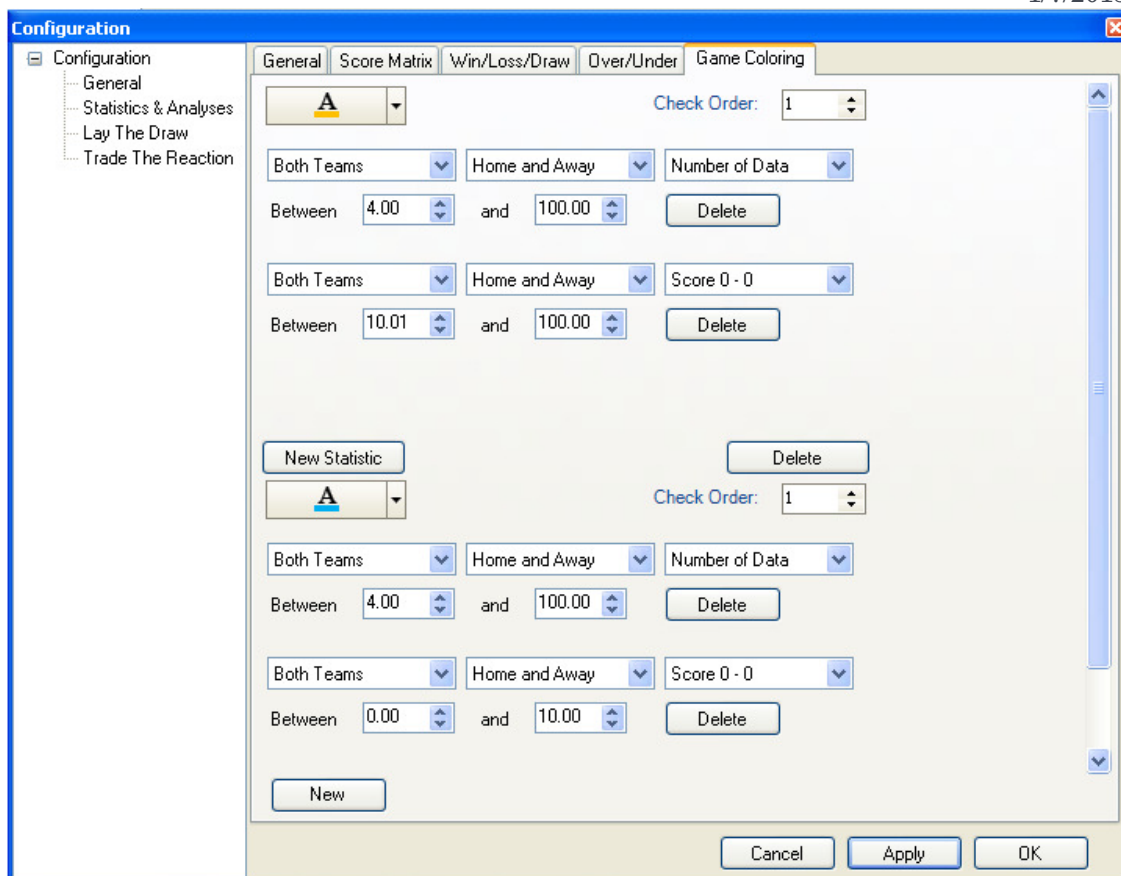 Configuration
Configuration
General
Statistics & Analyses
Lay The Draw
Trade The Reaction
General Score Matrix Win/Loss/Draw Over/Under Game Coloring
A Check Order: 1
Both Teams Home and Away Number of Data
Between 4.00 and 100.00 Delete
Both Teams Home and Away Score 0 - 0
Between 10.01 and 100.00 Delete
New Statistic Delete
A Check Order: 1
Both Teams Home and Away Number of Data
Between 4.00 and 100.00 Delete
Both Teams Home and Away Score 0 - 0
Between 0.00 and 10.00 Delete
New
Cancel Apply OK